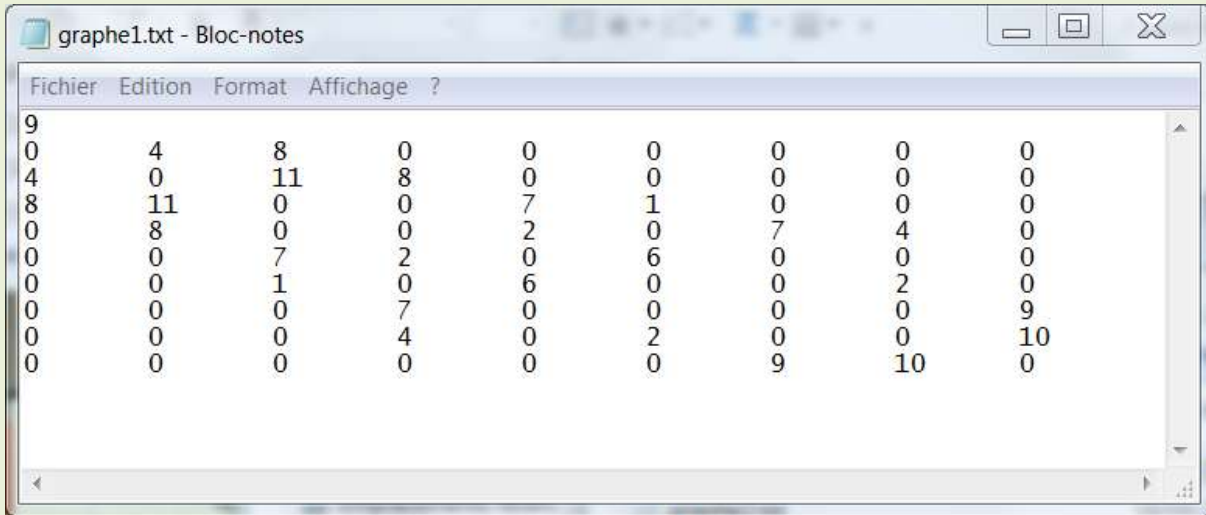 graphe1.txt - Bloc-notes
Fichier Edition Format Affichage ?
9
0 4 8 0 0 0 0 0 0
4 0 11 8 0 0 0 0 0
8 11 0 0 7 1 0 0 0
0 8 0 0 2 0 7 4 0
0 0 7 2 0 6 0 0 0
0 0 1 0 6 0 0 2 0
0 0 0 7 0 0 0 0 9
0 0 0 4 0 2 0 0 10
0 0 0 0 0 0 9 10 0